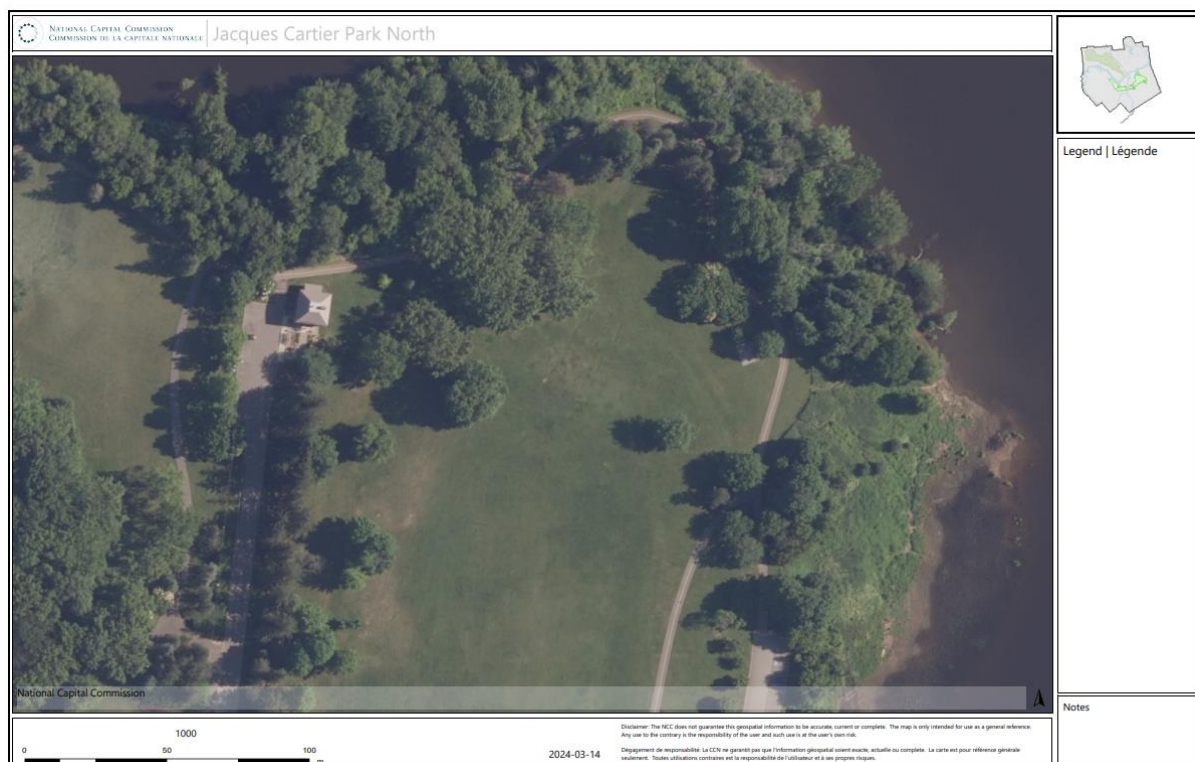 NATIONAL CAPITAL COMMISSION
COMMISSION DE LA CAPITALE NATIONALE
Jacques Cartier Park North
Legend | Légende
National Capital Commission
Notes
1000
0 50 100
m
2024-03-14
Disclaimer: The NCC does not guarantee this geospatial information to be accurate, current or complete. The map is only intended for use as a general reference.
Any use to the contrary is the responsibility of the user and such use is at the user's own risk.
Dégagement de responsabilité: La CCN ne garantit pas que l'information géospatial soient exacte, actuelle ou complete. La carte est pour référence générale
seulement. Toutes utilisations contraires est la responsabilité de l'utilisateur et à ses propres risques.